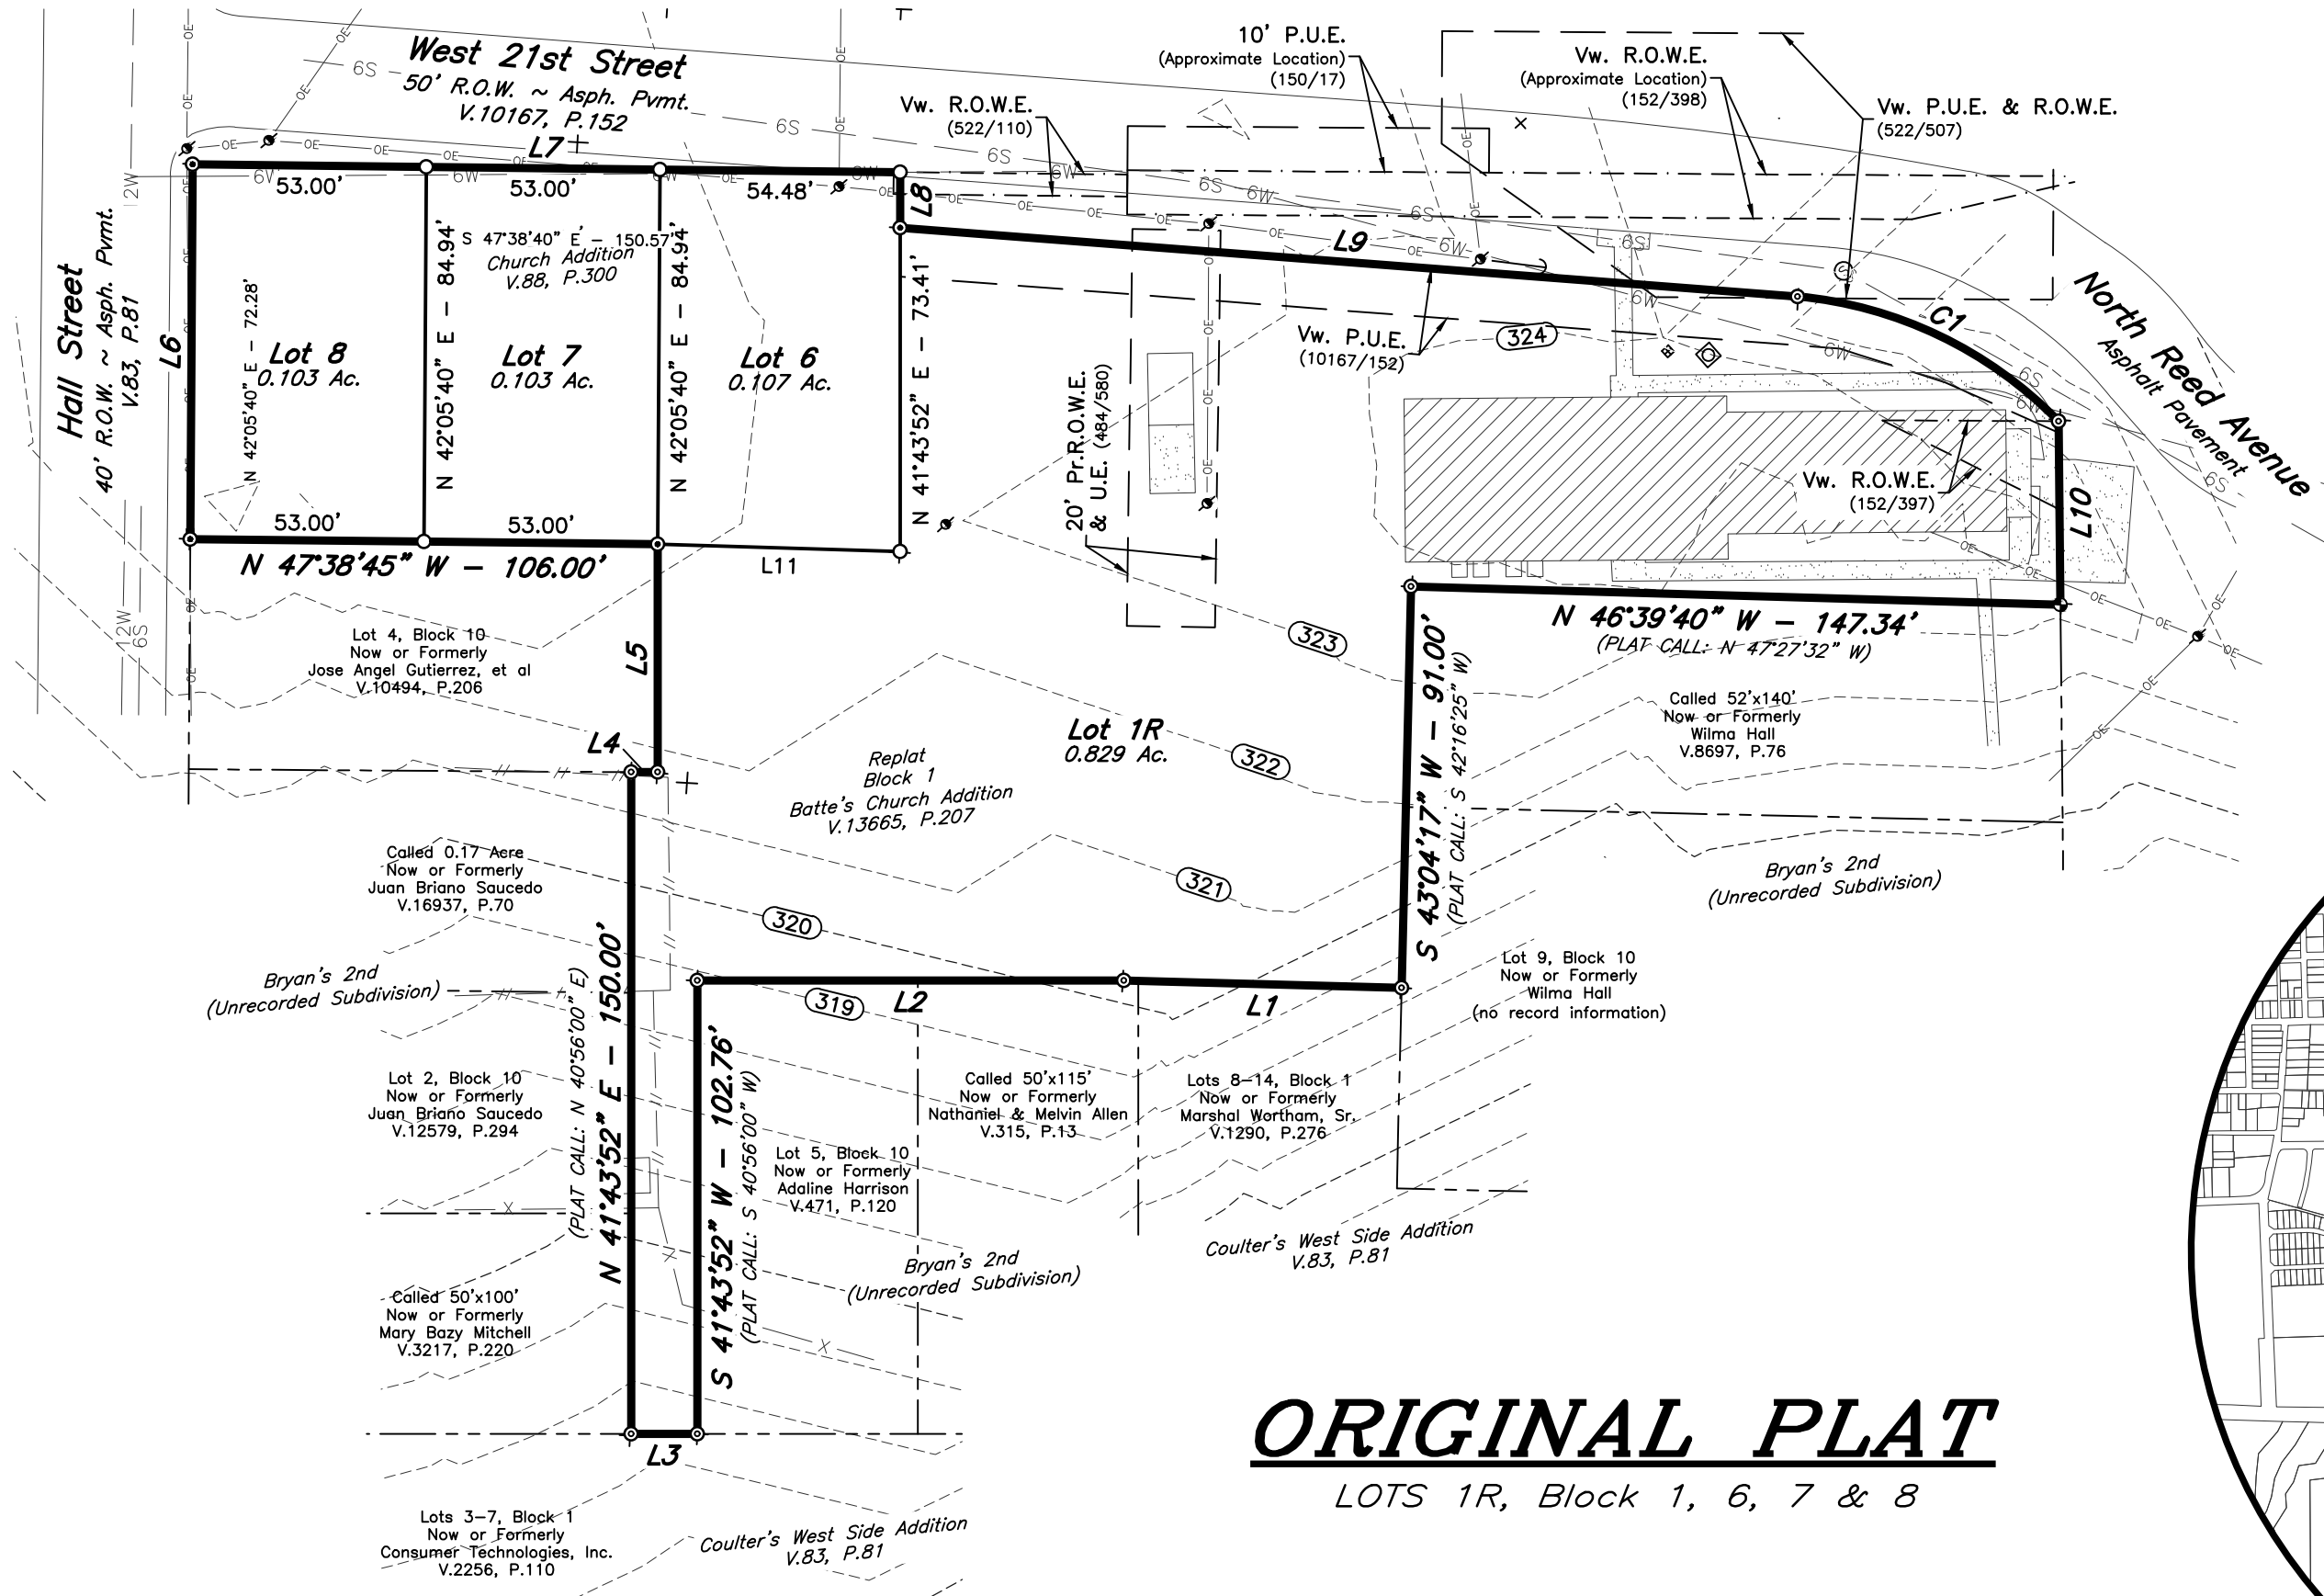 West 21st Street
50' R.O.W. ~ Asph. Pvmt.
V.10167, P.152
10' P.U.E.
(Approximate Location)
(150/17)
Vw. R.O.W.E.
(Approximate Location)
(152/398)
Vw. P.U.E. & R.O.W.E.
(522/507)
Vw. R.O.W.E.
(522/110)
L7
53.00'
53.00'
54.48'
L8
L9
C1
North Reed Avenue
Asphalt Pavement
Hall Street
40' R.O.W. ~ Asph. Pvmt.
V.83, P.81
L6
N 42°05'40" E - 72.28'
Lot 8
0.103 Ac.
N 42°05'40" E - 84.94'
S 47°38'40" E - 150.57'
Church Addition
V.88, P.300
Lot 7
0.103 Ac.
N 42°05'40" E - 84.94'
Lot 6
0.107 Ac.
N 41°43'52" E - 73.41'
20' Pr.R.O.W.E.
& U.E. (484/580)
Vw. P.U.E.
(10167/152)
324
Vw. R.O.W.E.
(152/397)
L10
53.00'
53.00'
N 47°38'45" W - 106.00'
L11
N 46°39'40" W - 147.34'
(PLAT CALL: N 47°27'32" W)
323
Lot 4, Block 10
Now or Formerly
Jose Angel Gutierrez, et al
V.10494, P.206
L5
L4
Lot 1R
0.829 Ac.
322
Replat
Block 1
Batte's Church Addition
V.13665, P.207
S 43°04'17" W - 91.00'
(PLAT CALL: S 42°16'25" W)
Called 52'x140'
Now or Formerly
Wilma Hall
V.8697, P.76
Called 0.17 Acre
Now or Formerly
Juan Briano Saucedo
V.16937, P.70
321
320
319
Bryan's 2nd
(Unrecorded Subdivision)
Bryan's 2nd
(Unrecorded Subdivision)
N 41°43'52" E - 150.00'
(PLAT CALL: N 40°56'00" E)
L2
L1
Lot 9, Block 10
Now or Formerly
Wilma Hall
(no record information)
Lot 2, Block 10
Now or Formerly
Juan Briano Saucedo
V.12579, P.294
S 41°43'52" W - 102.76'
(PLAT CALL: S 40°56'00" W)
Called 50'x115'
Now or Formerly
Nathaniel & Melvin Allen
V.315, P.13
Lots 8-14, Block 1
Now or Formerly
Marshal Wortham, Sr.
V.1290, P.276
Lot 5, Block 10
Now or Formerly
Adaline Harrison
V.471, P.120
Bryan's 2nd
(Unrecorded Subdivision)
Coulter's West Side Addition
V.83, P.81
Called 50'x100'
Now or Formerly
Mary Bazy Mitchell
V.3217, P.220
L3
ORIGINAL PLAT
LOTS 1R, Block 1, 6, 7 & 8
Lots 3-7, Block 1
Now or Formerly
Consumer Technologies, Inc.
V.2256, P.110
Coulter's West Side Addition
V.83, P.81